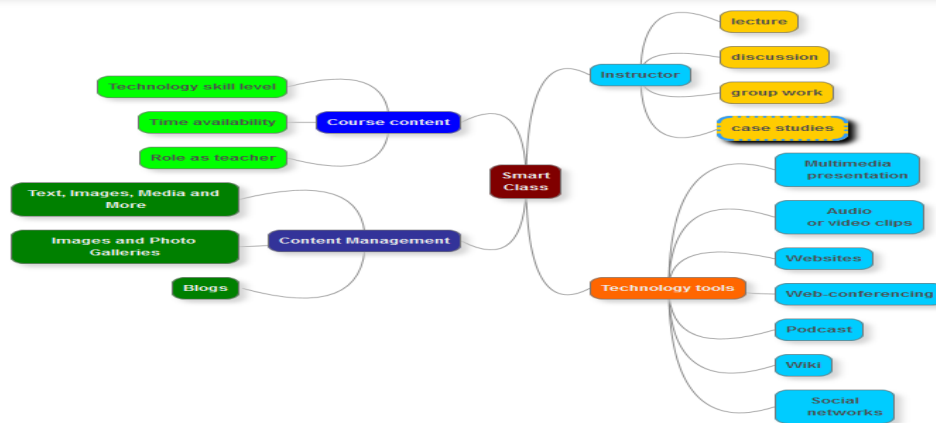 Smart
Class
Course content
Technology skill level
Time availability
Role as teacher
Content Management
Text, Images, Media and
More
Images and Photo
Galleries
Blogs
Instructor
lecture
discussion
group work
case studies
Technology tools
Multimedia
presentation
Audio
or video clips
Websites
Web-conferencing
Podcast
Wiki
Social
networks